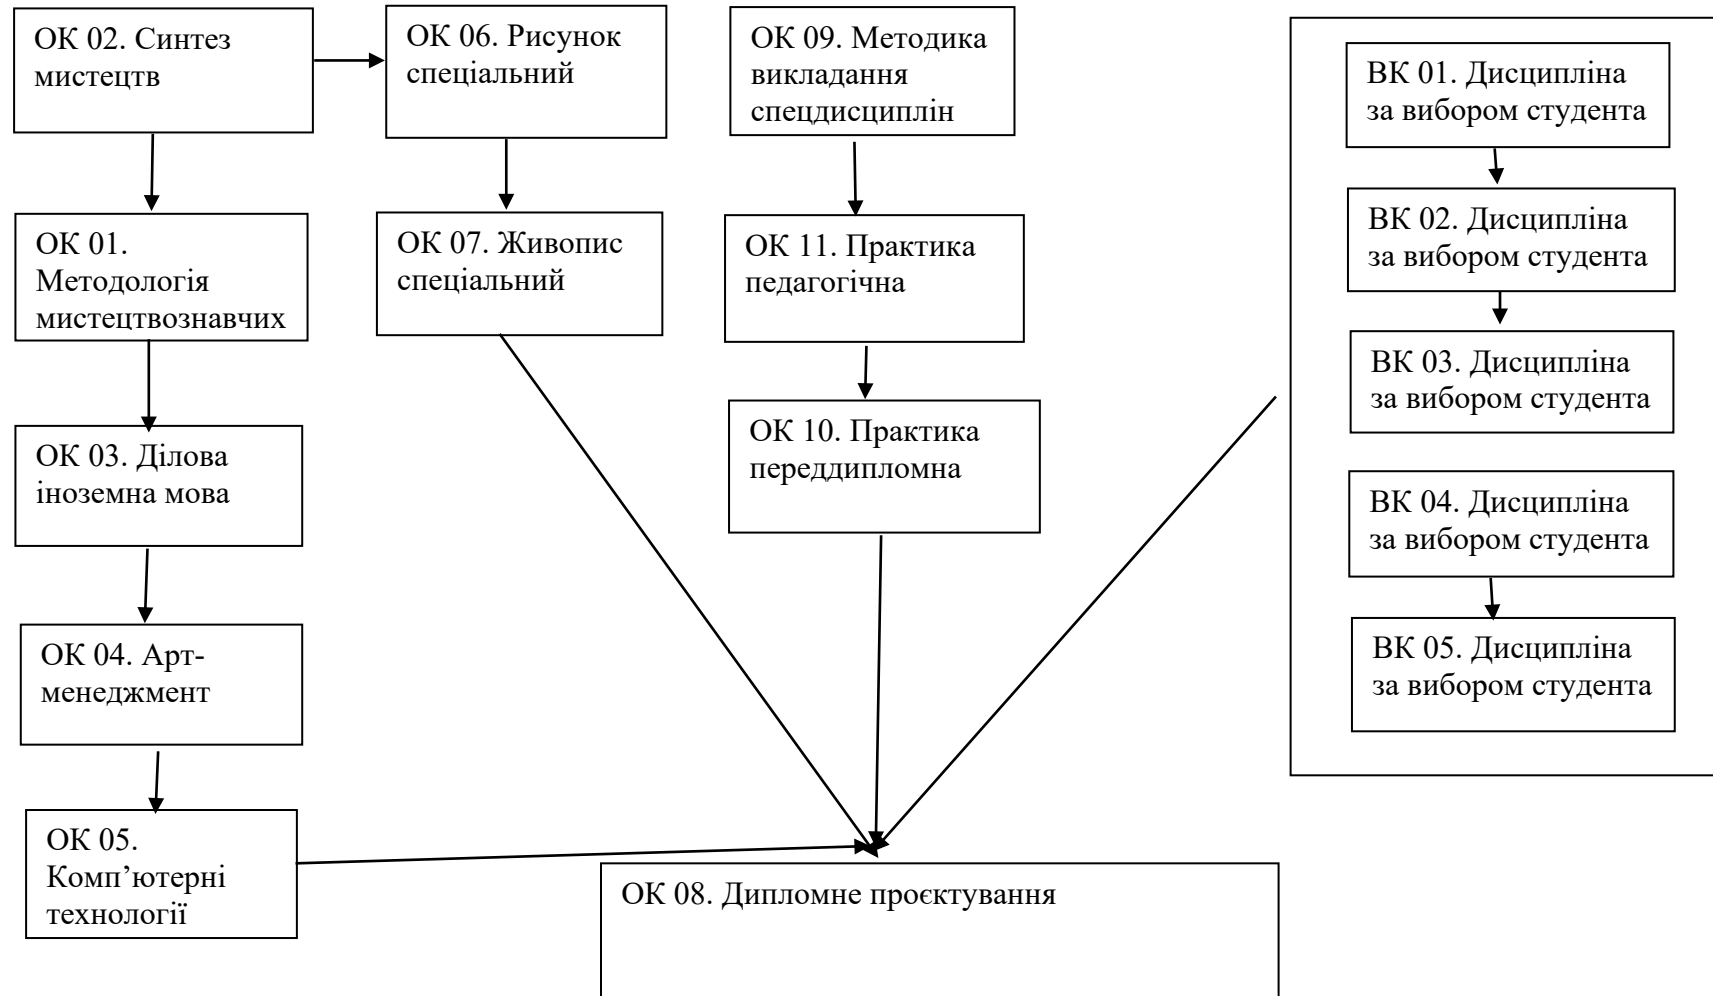 ОК 02. Синтез
мистецтв
ОК 06. Рисунок
спеціальний
ОК 09. Методика
викладання
спецдисциплін
ВК 01. Дисципліна
за вибором студента
ВК 02. Дисципліна
за вибором студента
ОК 01.
Методологія
мистецтвознавчих
ОК 07. Живопис
спеціальний
ОК 11. Практика
педагогічна
ВК 03. Дисципліна
за вибором студента
ОК 03. Ділова
іноземна мова
ОК 10. Практика
переддипломна
ВК 04. Дисципліна
за вибором студента
ОК 04. Арт-
менеджмент
ВК 05. Дисципліна
за вибором студента
ОК 05.
Комп’ютерні
технології
ОК 08. Дипломне проєктування